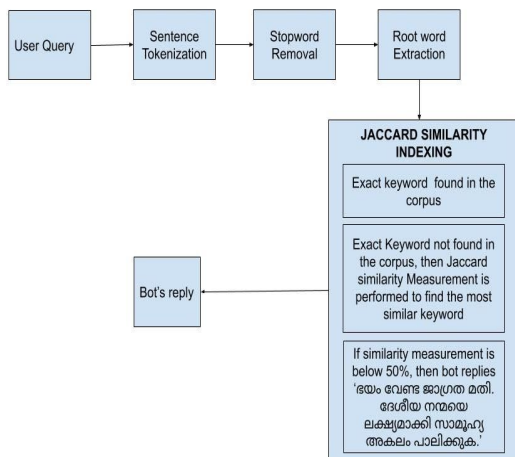 User Query
Sentence
Tokenization
Stopword
Removal
Root word
Extraction
JACCARD SIMILARITY
INDEXING
Exact keyword found in the
corpus
Exact Keyword not found in
the corpus, then Jaccard
similarity Measurement is
performed to find the most
similar keyword
Bot's reply
If similarity measurement is
below 50%, then bot replies
‘ഭയം വേണ്ട ജാഗ്രത മതി.
ദേശീയ നന്മയെ
ലക്ഷ്യമാക്കി സാമൂഹ്യ
അകലം പാലിക്കുക.’